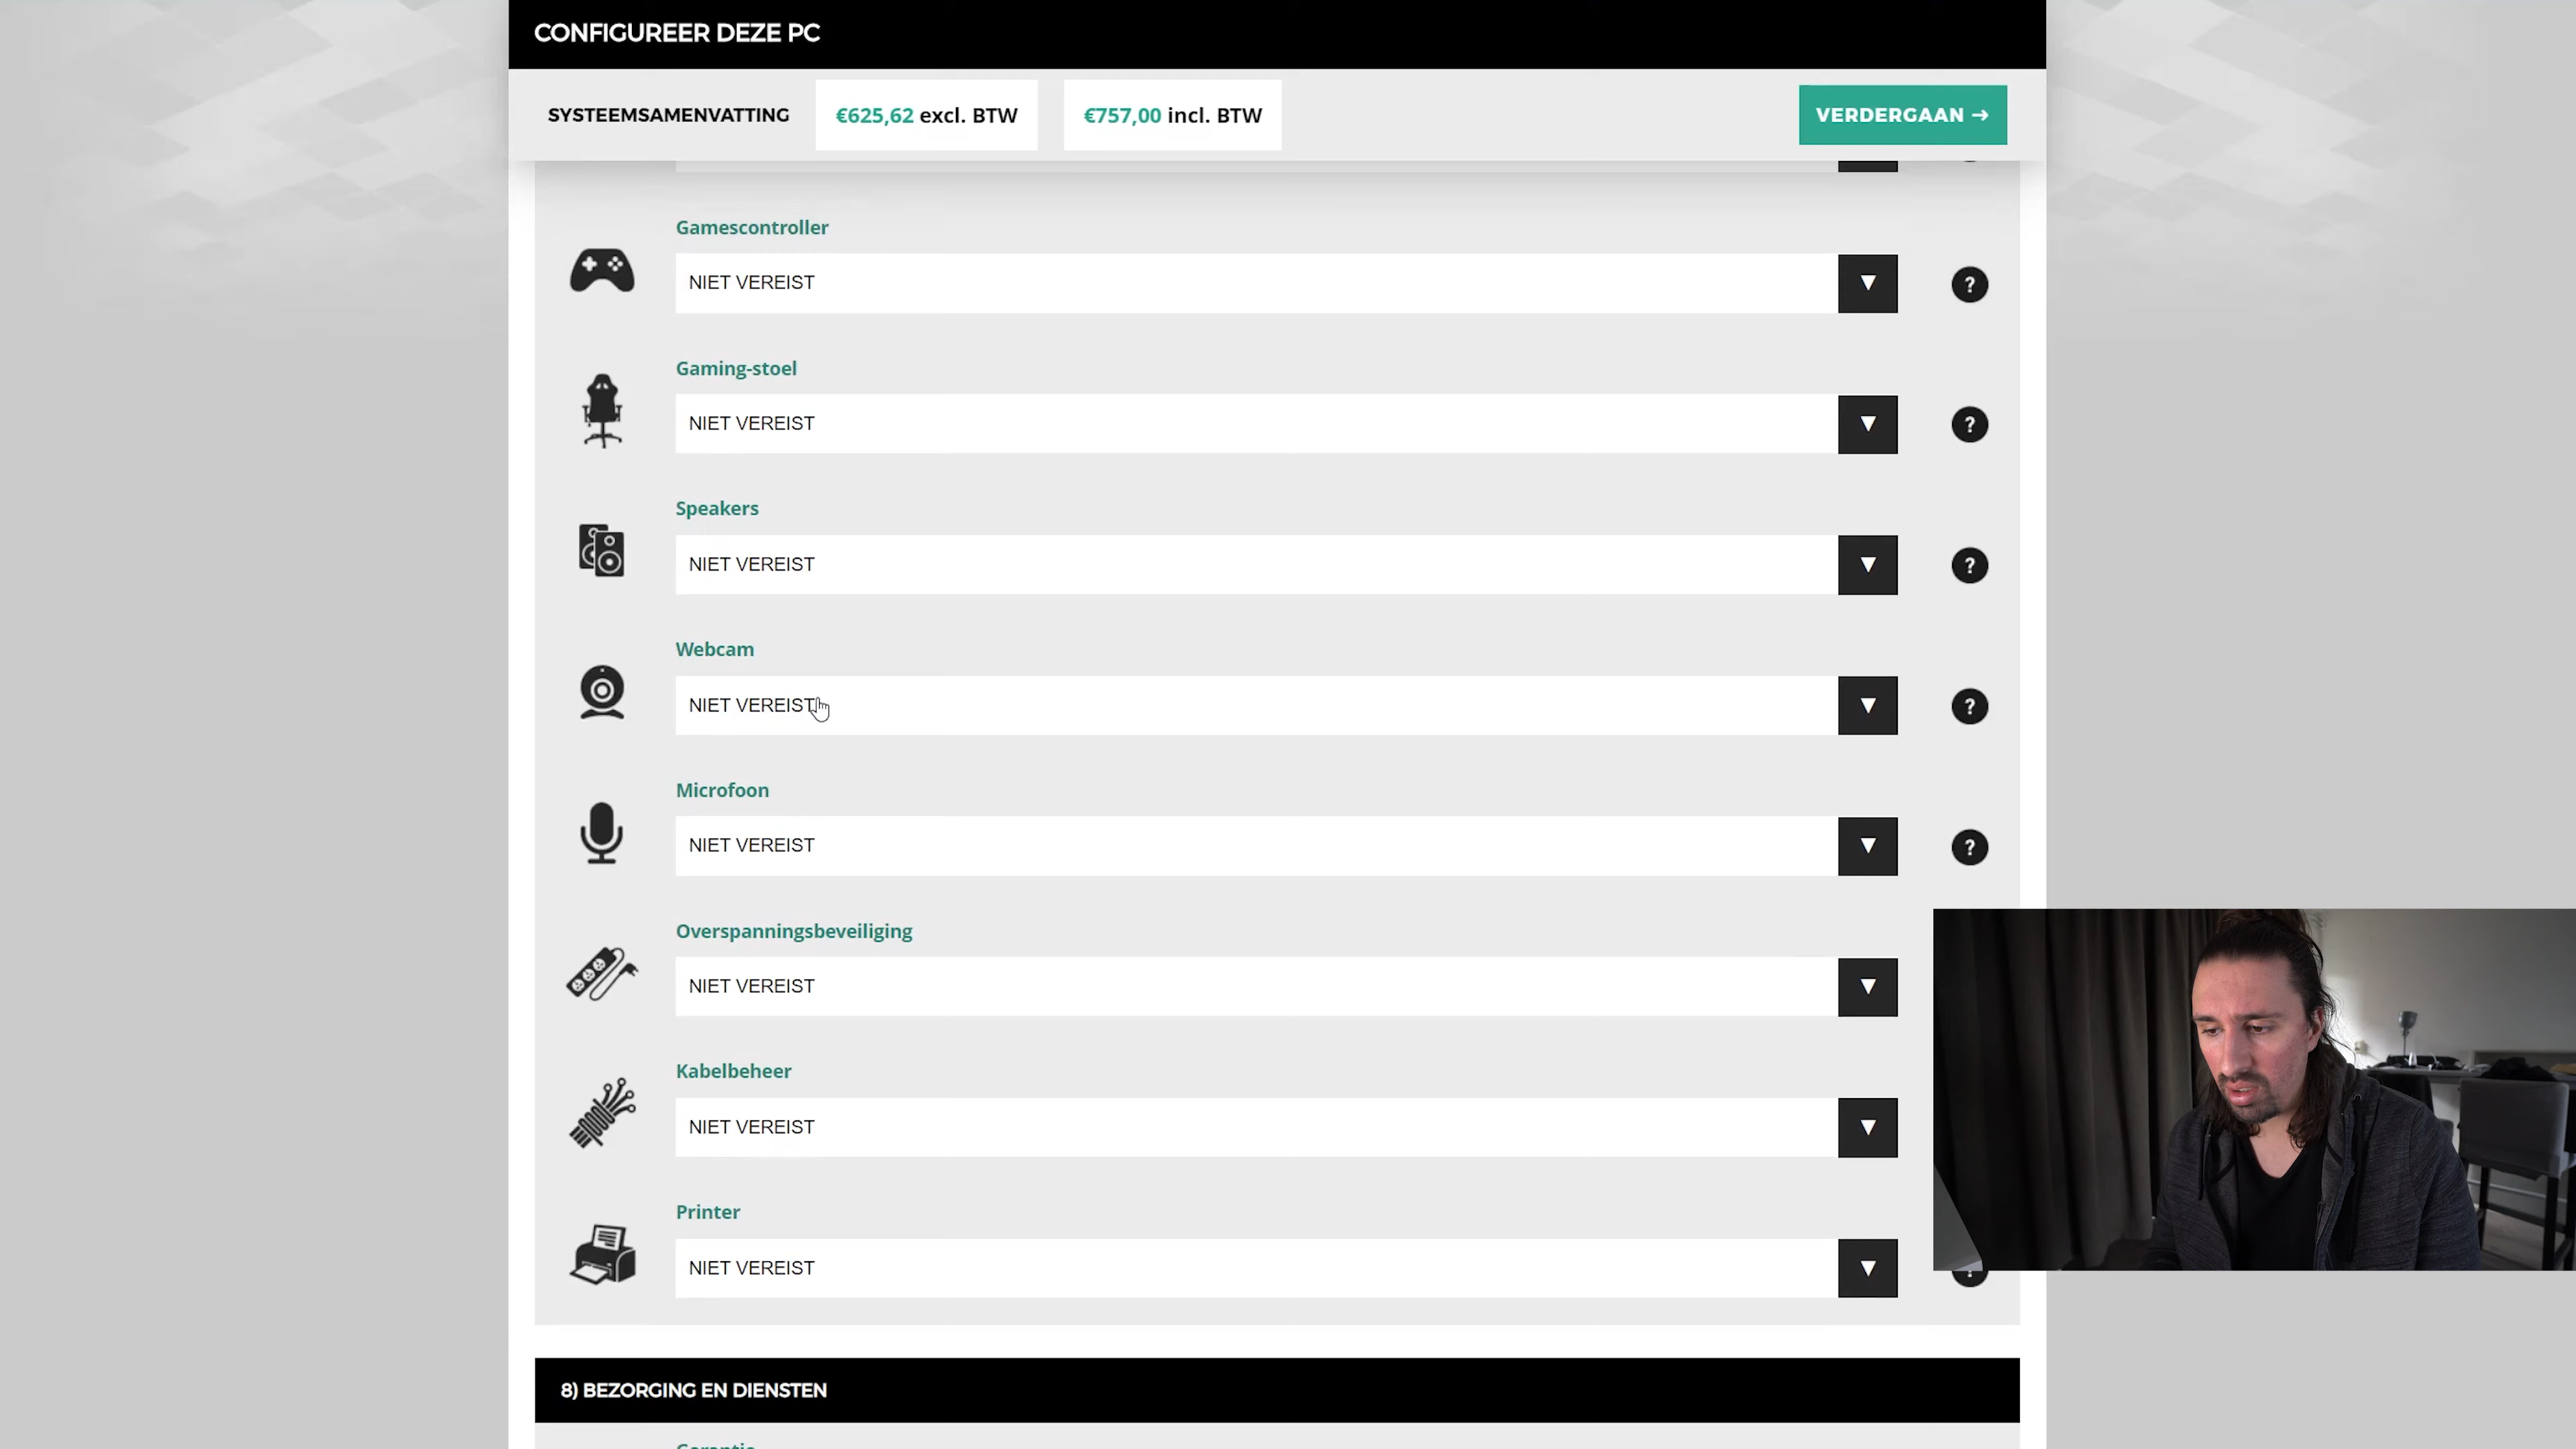 CONFIGUREER DEZE PC
SYSTEEMSAMENVATTING €625,62 excl. BTW €757,00 incl. BTW VERDERGAAN →
Gamescontroller
NIET VEREIST ▼ ?
Gaming-stoel
NIET VEREIST ▼ ?
Speakers
NIET VEREIST ▼ ?
Webcam
NIET VEREIST ▼ ?
Microfoon
NIET VEREIST ▼ ?
Overspanningsbeveiliging
NIET VEREIST ▼
Kabelbeheer
NIET VEREIST ▼
Printer
NIET VEREIST ▼
8) BEZORGING EN DIENSTEN